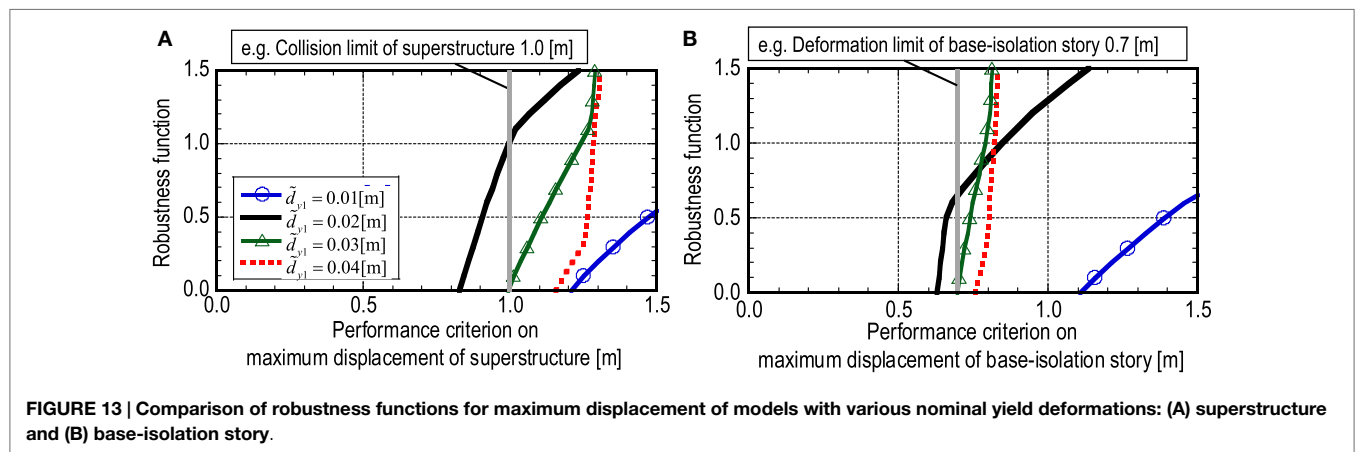 A
e.g. Collision limit of superstructure 1.0 [m]
1.5
1.0
0.5
0.0
Robustness function
d̃y1 = 0.01[m]
d̃y1 = 0.02[m]
d̃y1 = 0.03[m]
d̃y1 = 0.04[m]
0.0 0.5 1.0 1.5
Performance criterion on
maximum displacement of superstructure [m]
B
e.g. Deformation limit of base-isolation story 0.7 [m]
1.5
1.0
0.5
0.0
Robustness function
0.0 0.5 1.0 1.5
Performance criterion on
maximum displacement of base-isolation story [m]
FIGURE 13 | Comparison of robustness functions for maximum displacement of models with various nominal yield deformations: (A) superstructure
and (B) base-isolation story.